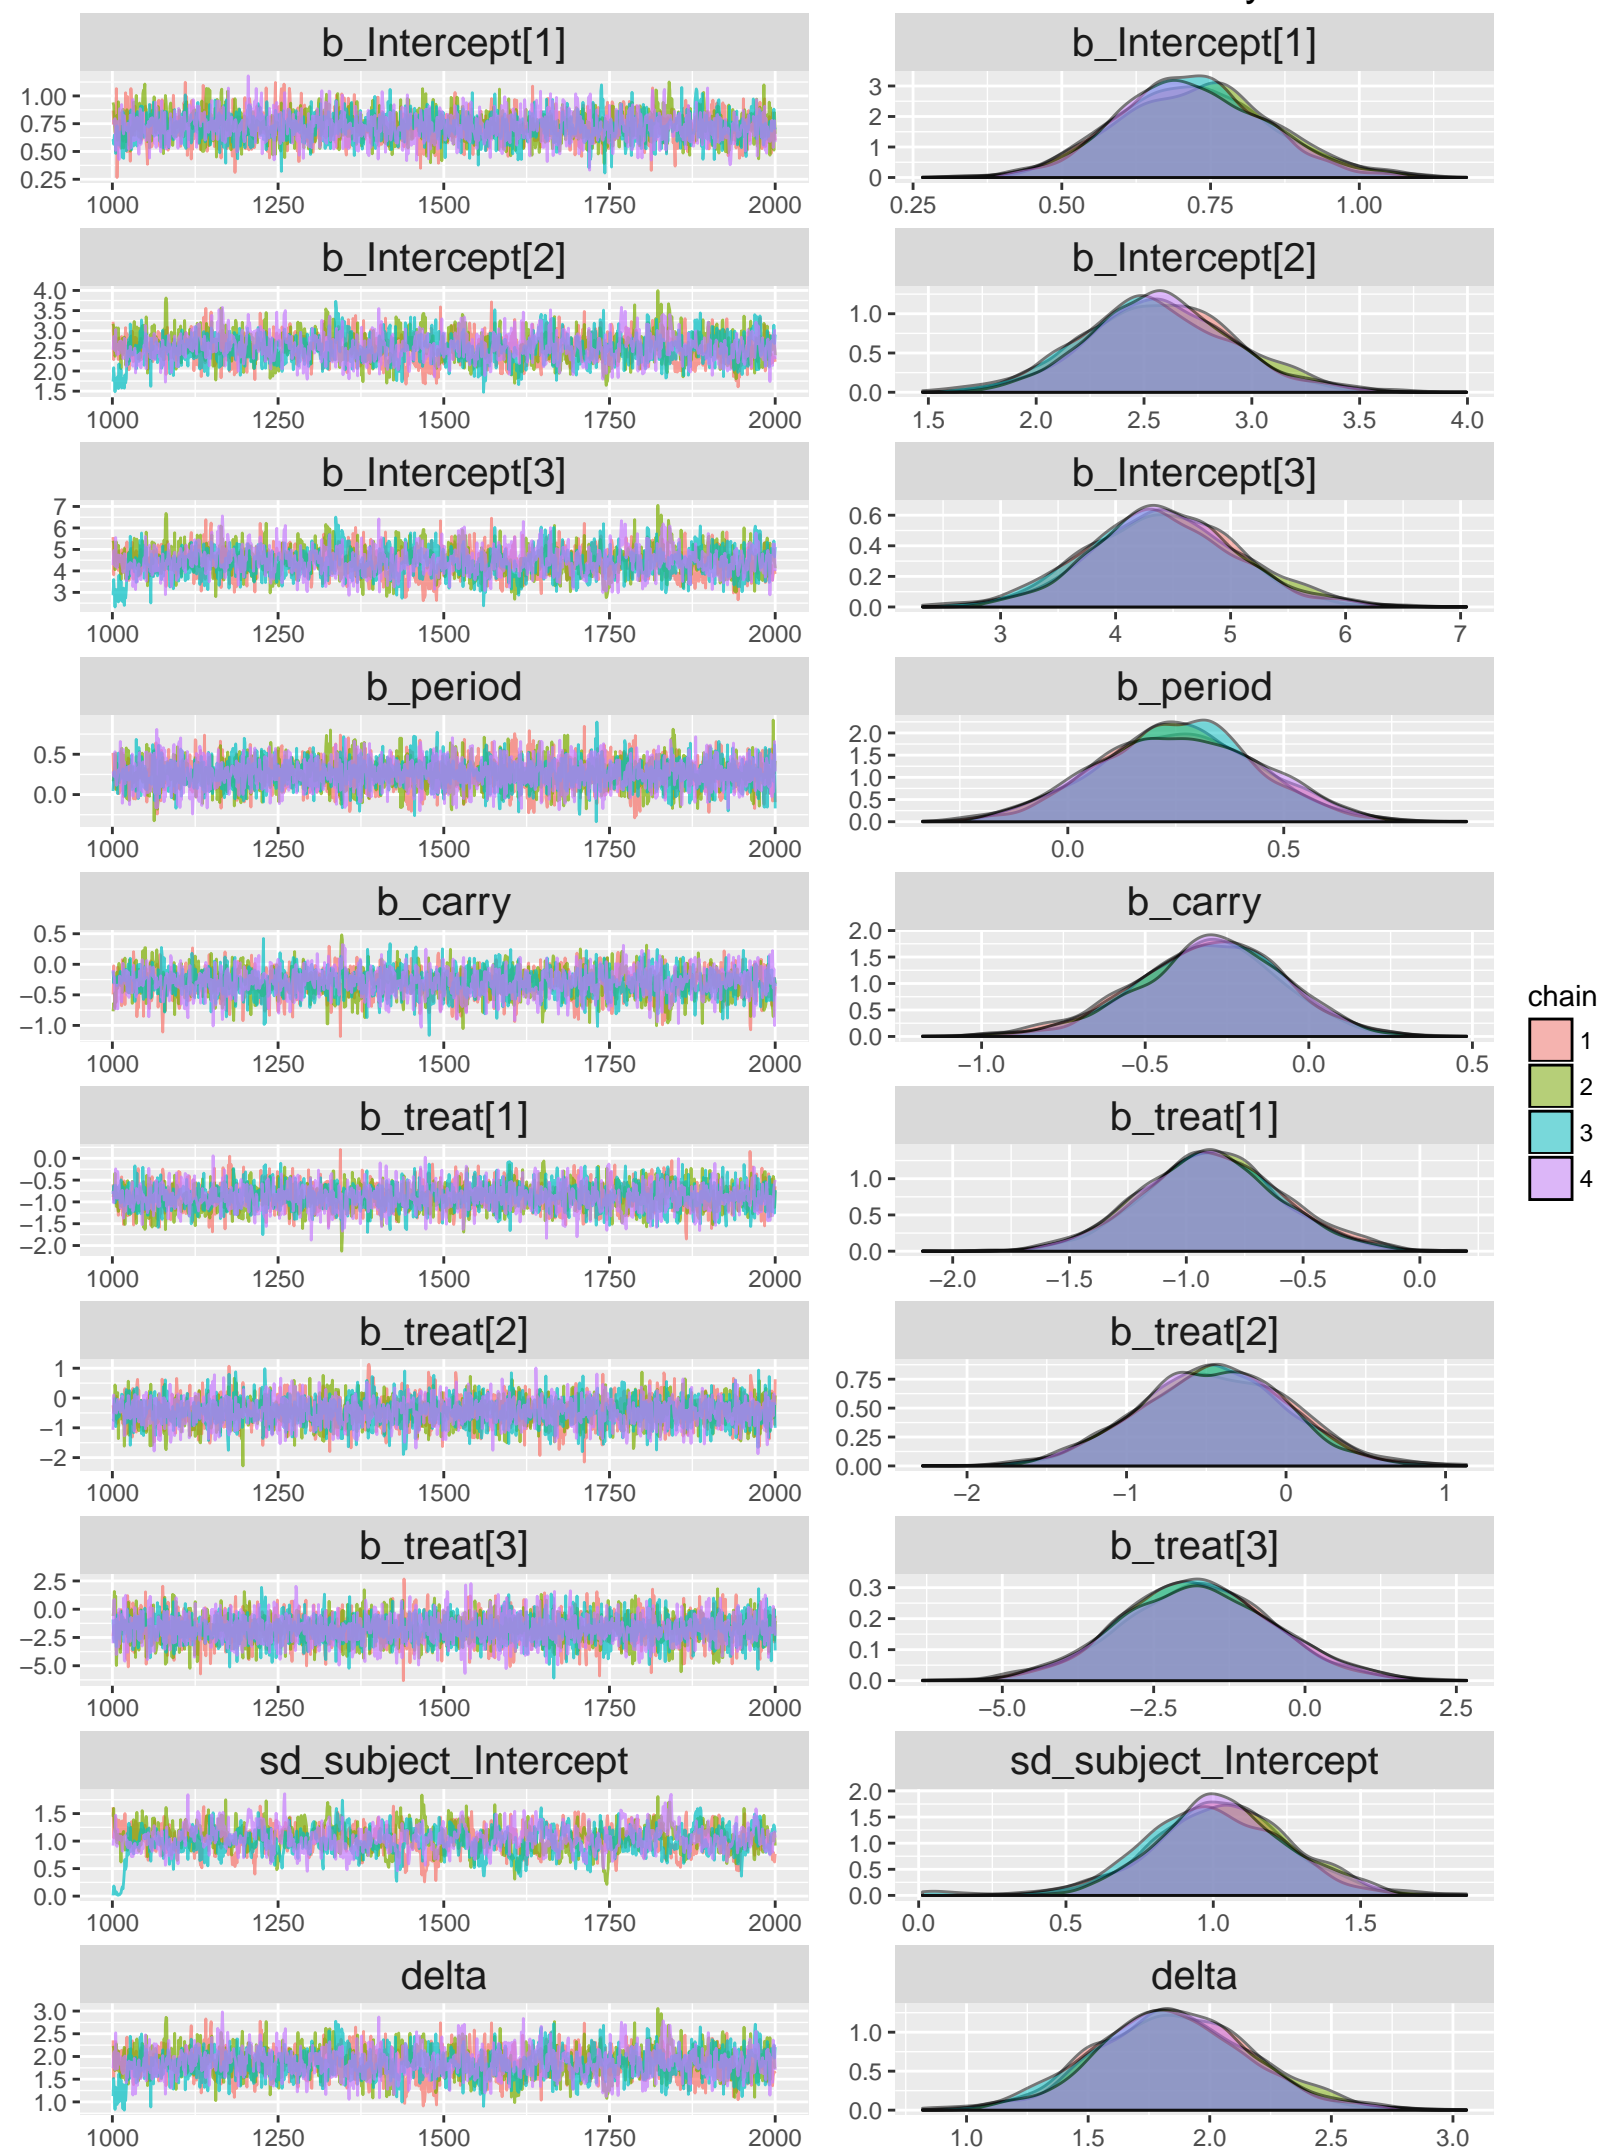 b_Intercept[1] b_Intercept[1]
1.00
0.75
0.50
0.25
1000 1250 1500 1750 2000
3
2
1
0
0.25 0.50 0.75 1.00
b_Intercept[2] b_Intercept[2]
4.0
3.5
3.0
2.5
2.0
1.5
1000 1250 1500 1750 2000
1.0
0.5
0.0
1.5 2.0 2.5 3.0 3.5 4.0
b_Intercept[3] b_Intercept[3]
7
6
5
4
3
1000 1250 1500 1750 2000
0.6
0.4
0.2
0.0
3 4 5 6 7
b_period b_period
0.5
0.0
1000 1250 1500 1750 2000
2.0
1.5
1.0
0.5
0.0
0.0 0.5
b_carry b_carry
0.5
0.0
−0.5
−1.0
1000 1250 1500 1750 2000
2.0
1.5
1.0
0.5
0.0
−1.0 −0.5 0.0 0.5
b_treat[1] b_treat[1]
0.0
−0.5
−1.0
−1.5
−2.0
1000 1250 1500 1750 2000
1.0
0.5
0.0
−2.0 −1.5 −1.0 −0.5 0.0
b_treat[2] b_treat[2]
1
0
−1
−2
1000 1250 1500 1750 2000
0.75
0.50
0.25
0.00
−2 −1 0 1
b_treat[3] b_treat[3]
2.5
0.0
−2.5
−5.0
1000 1250 1500 1750 2000
0.3
0.2
0.1
0.0
−5.0 −2.5 0.0 2.5
sd_subject_Intercept sd_subject_Intercept
1.5
1.0
0.5
0.0
1000 1250 1500 1750 2000
2.0
1.5
1.0
0.5
0.0
0.0 0.5 1.0 1.5
delta delta
3.0
2.5
2.0
1.5
1.0
1000 1250 1500 1750 2000
1.0
0.5
0.0
1.0 1.5 2.0 2.5 3.0
chain
1
2
3
4